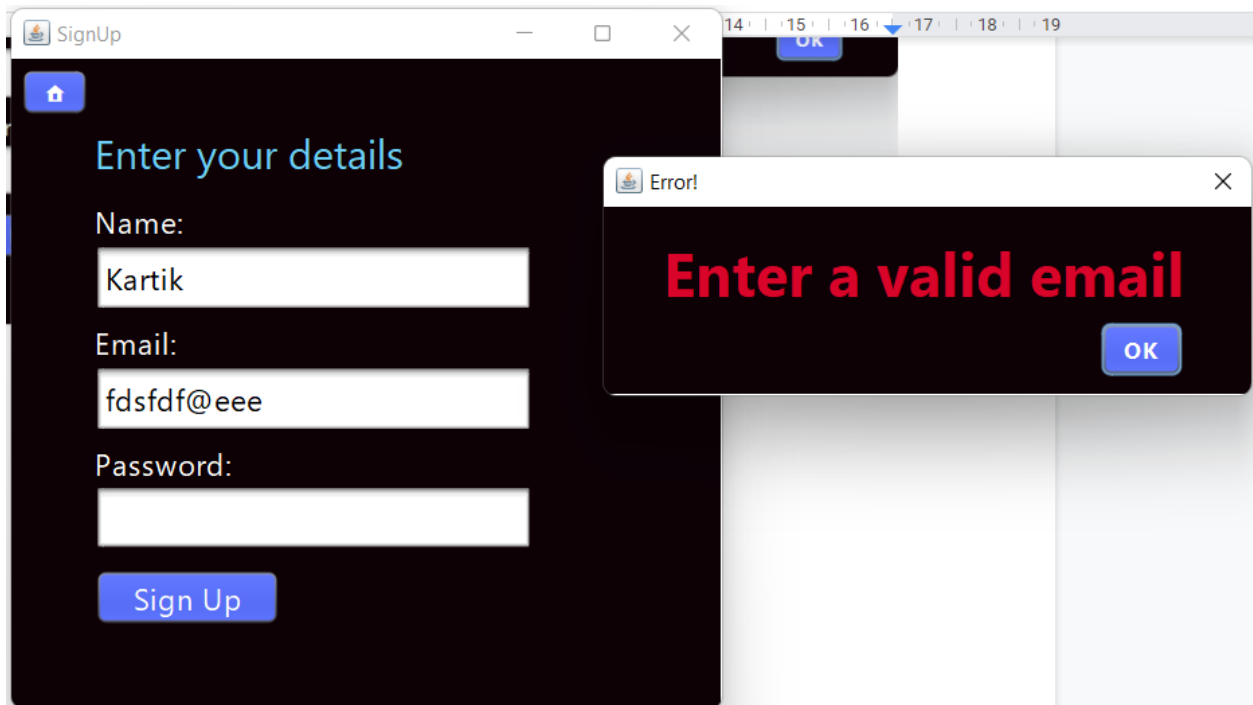 SignUp
14 15 16 17 18 19
OK
Enter your details
Error!
Name:
Enter a valid email
Kartik
Email:
OK
fdsfdf@eee
Password:
Sign Up